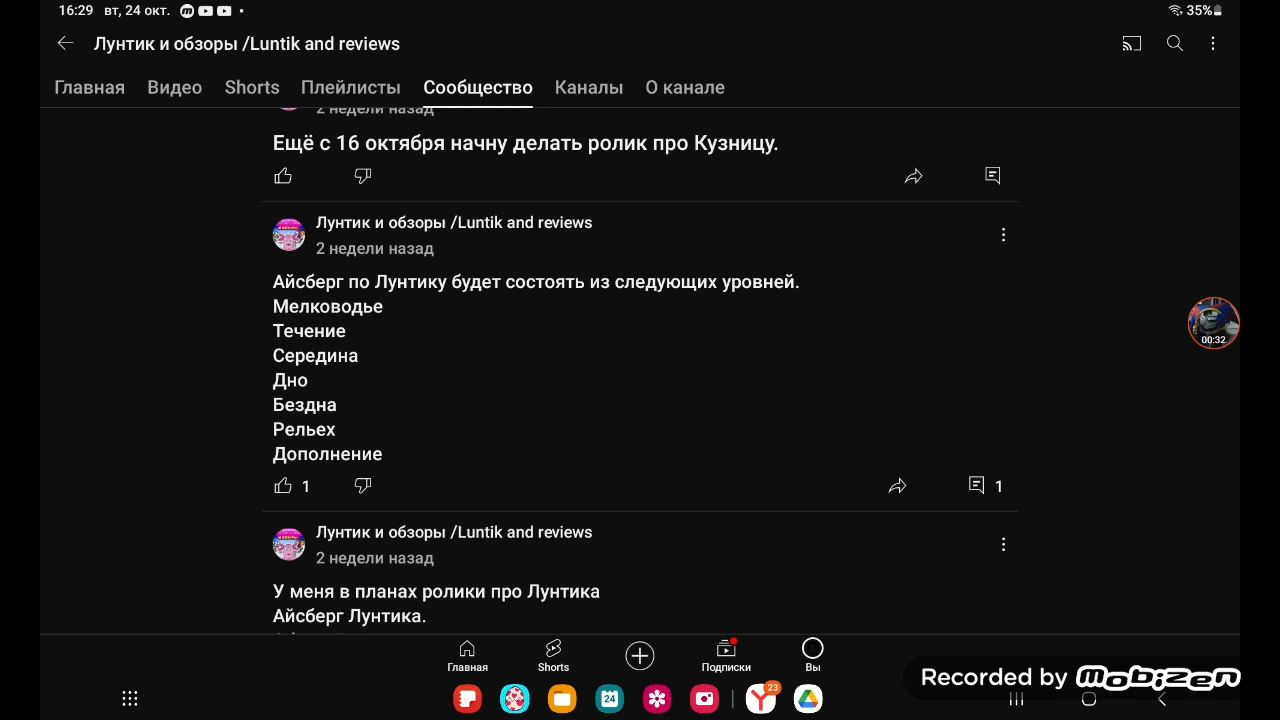 16:29 вт, 24 окт.
35%
Лунтик и обзоры /Luntik and reviews
Главная Видео Shorts Плейлисты Сообщество Каналы О канале
2 недели назад
Ещё с 16 октября начну делать ролик про Кузницу.
Лунтик и обзоры /Luntik and reviews
2 недели назад
Айсберг по Лунтику будет состоять из следующих уровней.
Мелководье
Течение
Середина
Дно
Бездна
Рельех
Дополнение
1 1
00:32
Лунтик и обзоры /Luntik and reviews
2 недели назад
У меня в планах ролики про Лунтика
Айсберг Лунтика.
Главная Shorts Подписки Вы
Recorded by mobizen
24
23